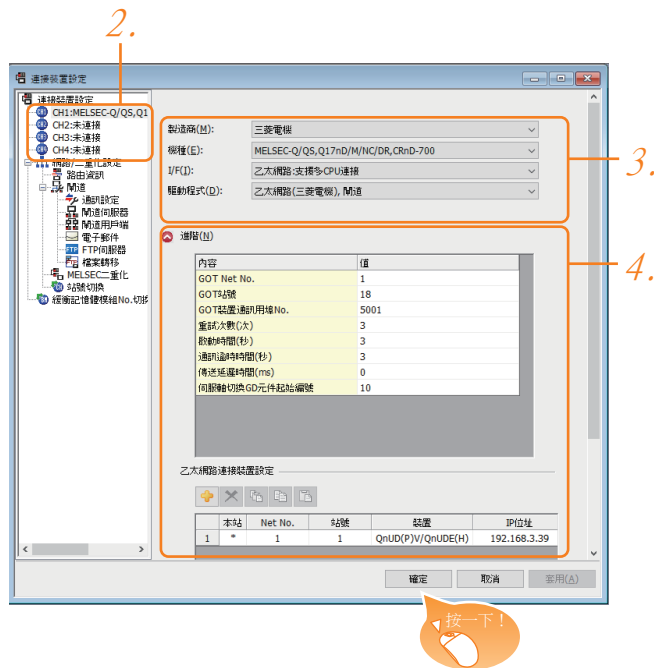 2.
連接裝置設定
連接裝置設定
CH1:MELSEC-Q/QS,Q1
CH2:未連接
CH3:未連接
CH4:未連接
網路/二重化設定
路由資訊
閘道
通訊設定
閘道伺服器
閘道用戶端
電子郵件
FTP伺服器
檔案轉移
MELSEC二重化
站號切換
緩衝記憶體模組No.切
製造商(M):
三菱電機
機種(E):
MELSEC-Q/QS,Q17nD/M/NC/DR,CRnD-700
I/F(I):
乙太網路:支援多CPU連接
驅動程式(D):
乙太網路(三菱電機), 閘道
3.
進階(N)
4.
內容 值
GOT Net No. 1
GOT站號 18
GOT裝置通訊用埠No. 5001
重試次數(次) 3
啟動時間(秒) 3
通訊逾時時間(秒) 3
傳送延遲時間(ms) 0
伺服軸切換GD元件起始編號 10
乙太網路連接裝置設定
本站 Net No. 站號 裝置 IP位址
1 * 1 1 QnUD(P)V/QnUDE(H) 192.168.3.39
確定 取消 套用(A)
按一下!